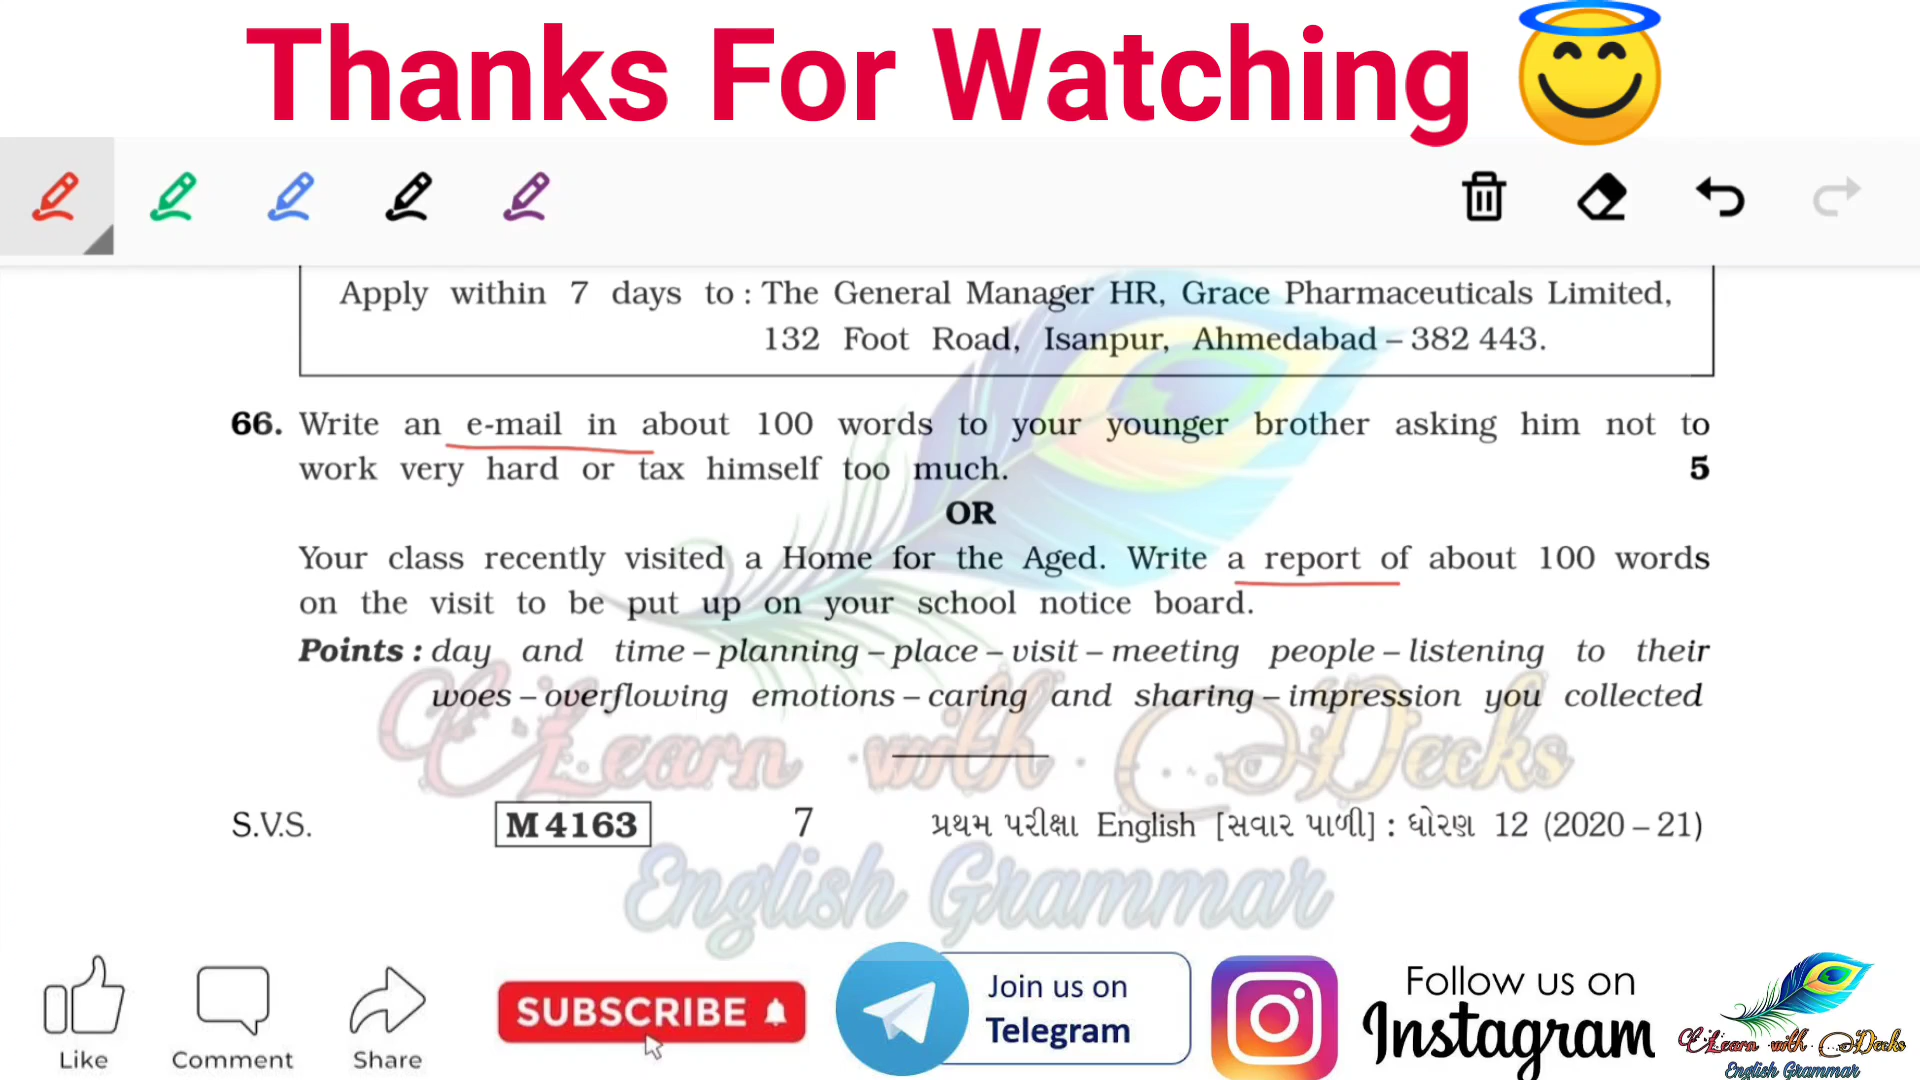 Thanks For Watching
Apply within 7 days to : The General Manager HR, Grace Pharmaceuticals Limited,
132 Foot Road, Isanpur, Ahmedabad – 382 443.
66. Write an e-mail in about 100 words to your younger brother asking him not to
work very hard or tax himself too much. 5
OR
Your class recently visited a Home for the Aged. Write a report of about 100 words
on the visit to be put up on your school notice board.
Points : day and time – planning – place – visit – meeting people – listening to their
woes – overflowing emotions – caring and sharing – impression you collected
Learn with Decks
S.V.S. M 4163 7 પ્રથમ પરીક્ષા English [સવાર પાળી] : ધોરણ 12 (2020 – 21)
English Grammar
Like Comment Share
SUBSCRIBE
Join us on
Telegram
Follow us on
Instagram
Learn with Decks
English Grammar